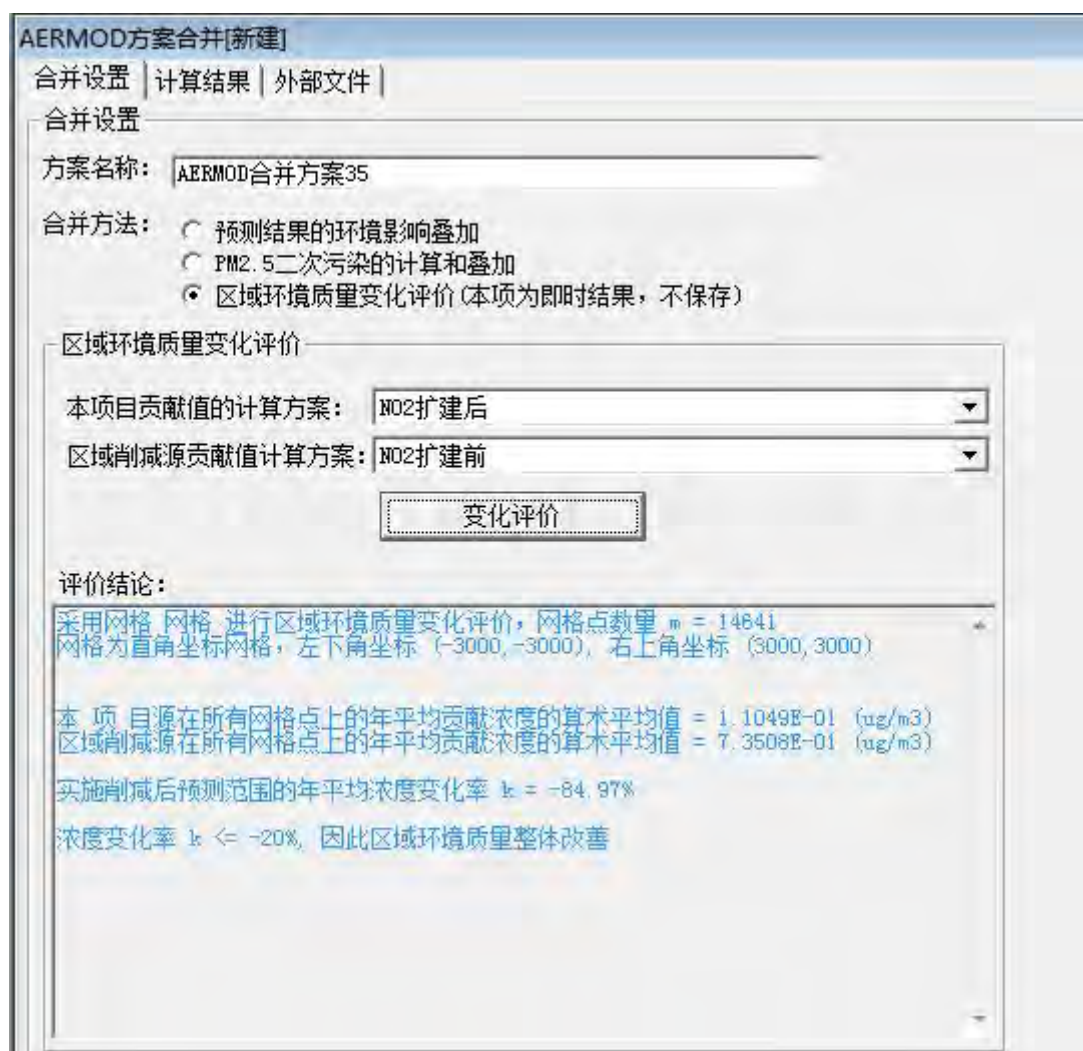 AERMOD方案合并[新建]
合并设置 计算结果 外部文件
合并设置
方案名称： AERMOD合并方案35
合并方法： 预测结果的环境影响叠加
PM2.5二次污染的计算和叠加
区域环境质量变化评价(本项为即时结果，不保存)
区域环境质量变化评价
本项目贡献值的计算方案： NO2扩建后
区域削减源贡献值计算方案： NO2扩建前
变化评价
评价结论：
采用网格 网格 进行区域环境质量变化评价，网格点数量 m = 14641
网格为直角坐标网格，左下角坐标 (-3000,-3000), 右上角坐标 (3000,3000)
本 项 目源在所有网格点上的年平均贡献浓度的算术平均值 = 1.1049E-01 (ug/m3)
区域削减源在所有网格点上的年平均贡献浓度的算术平均值 = 7.3508E-01 (ug/m3)
实施削减后预测范围的年平均浓度变化率 k = -84.97%
浓度变化率 k <= -20%, 因此区域环境质量整体改善